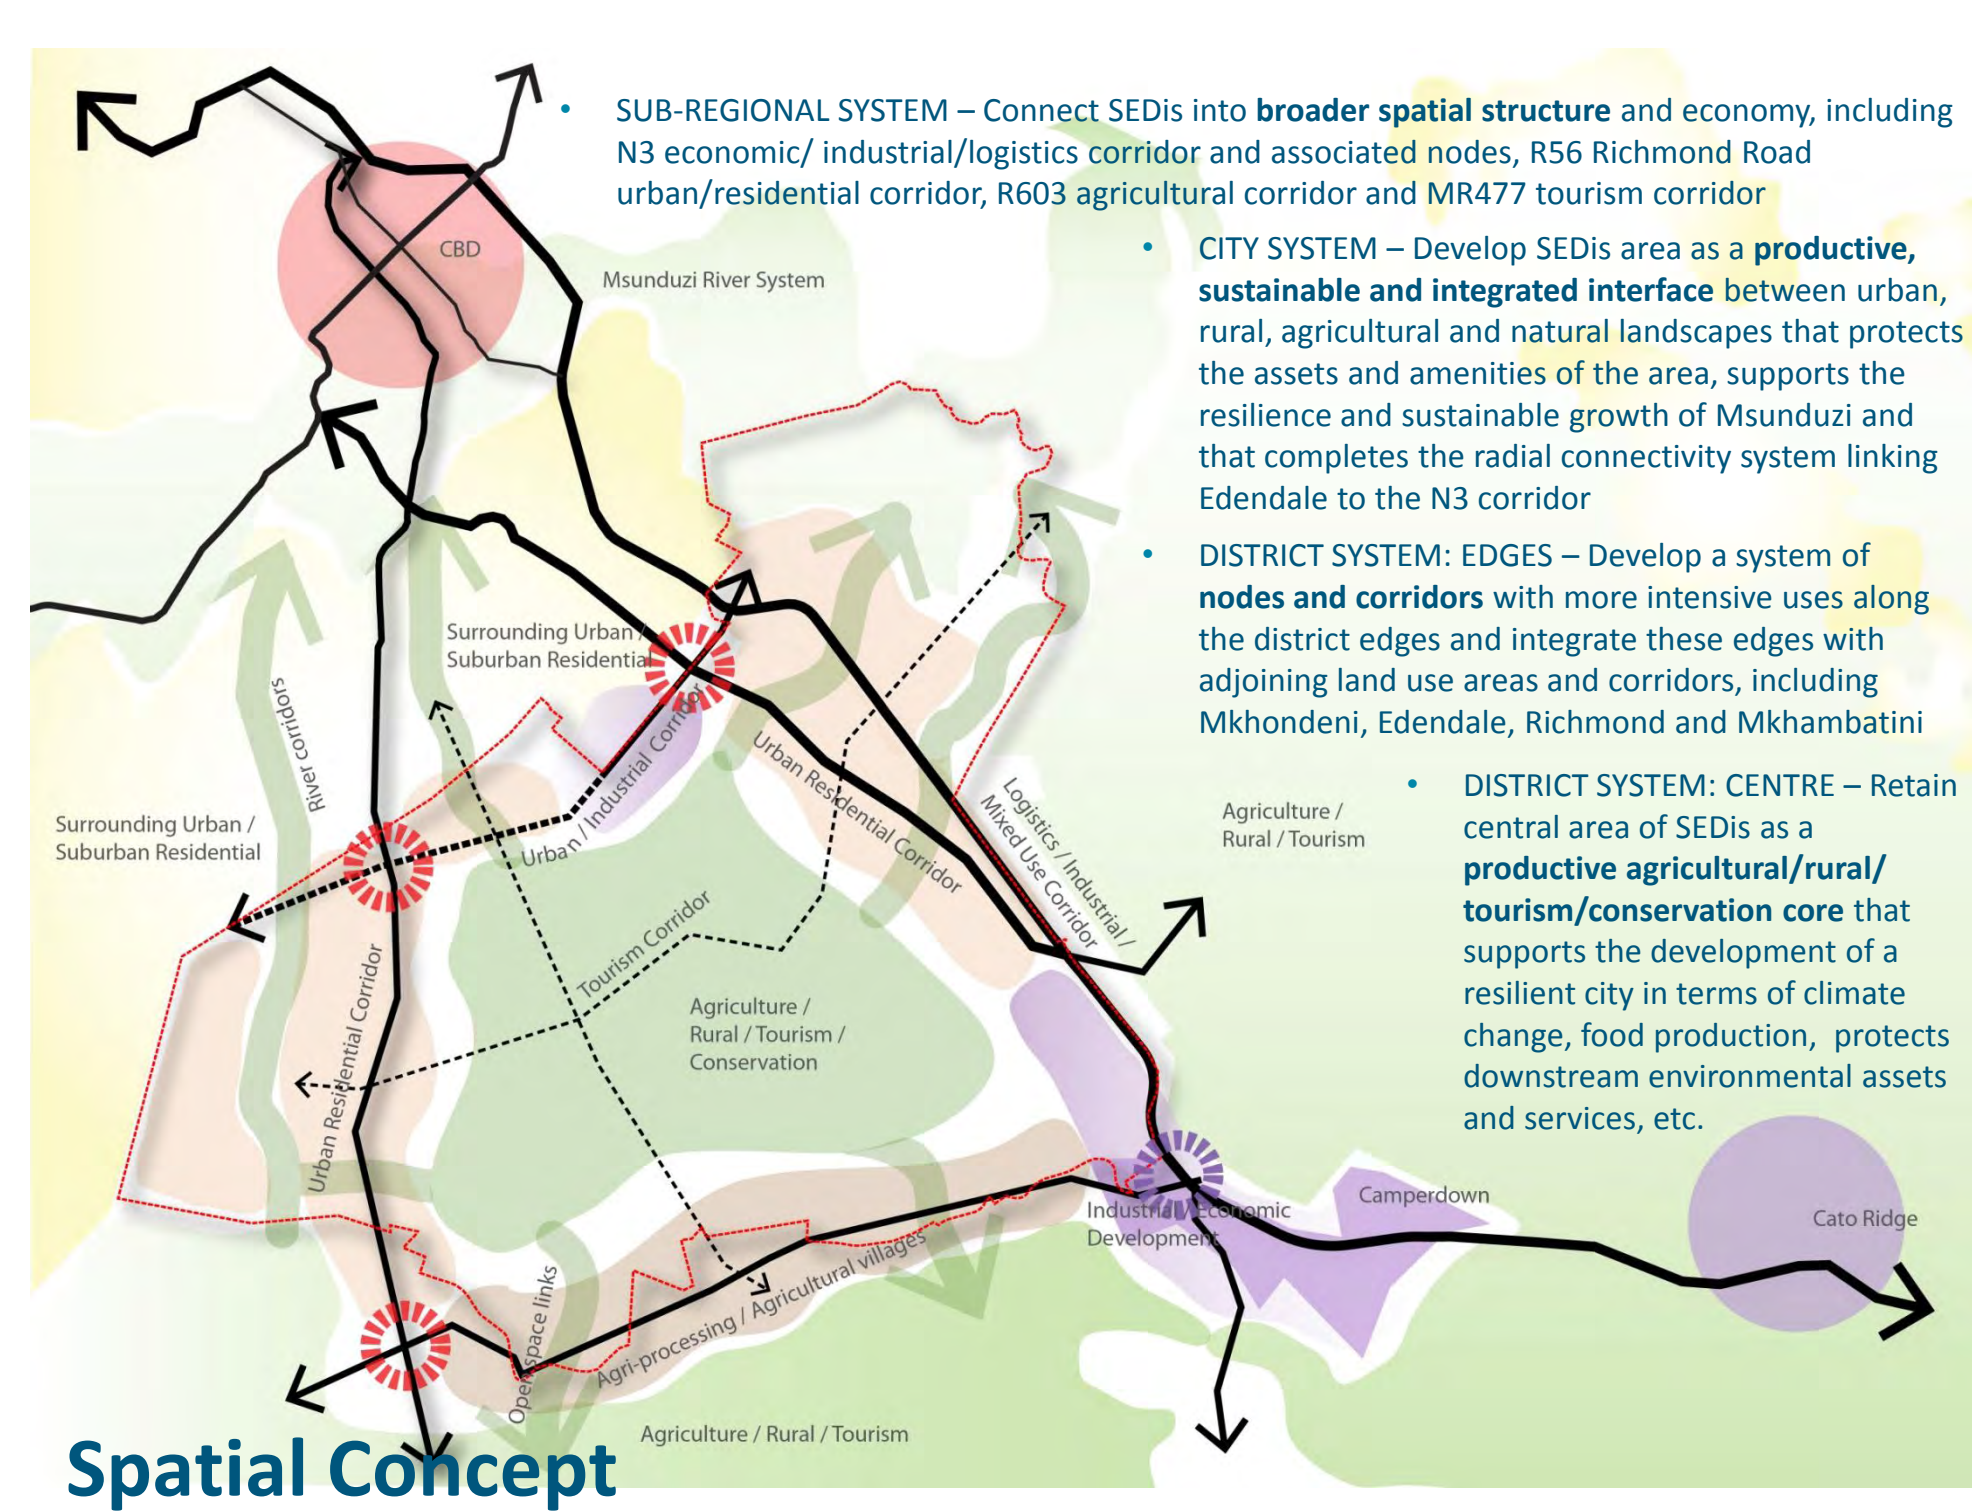 • SUB-REGIONAL SYSTEM – Connect SEDis into broader spatial structure and economy, including
N3 economic/ industrial/logistics corridor and associated nodes, R56 Richmond Road
urban/residential corridor, R603 agricultural corridor and MR477 tourism corridor
• CITY SYSTEM – Develop SEDis area as a productive,
sustainable and integrated interface between urban,
rural, agricultural and natural landscapes that protects
the assets and amenities of the area, supports the
resilience and sustainable growth of Msunduzi and
that completes the radial connectivity system linking
Edendale to the N3 corridor
• DISTRICT SYSTEM: EDGES – Develop a system of
nodes and corridors with more intensive uses along
the district edges and integrate these edges with
adjoining land use areas and corridors, including
Mkhondeni, Edendale, Richmond and Mkhambatini
• DISTRICT SYSTEM: CENTRE – Retain
central area of SEDis as a
productive agricultural/rural/
tourism/conservation core that
supports the development of a
resilient city in terms of climate
change, food production, protects
downstream environmental assets
and services, etc.
CBD
Msunduzi River System
Surrounding Urban /
Suburban Residential
River corridors
Surrounding Urban /
Suburban Residential
Urban / Industrial Corridor
Urban Residential Corridor
Logistics / Industrial /
Mixed Use Corridor
Agriculture /
Rural / Tourism
Tourism Corridor
Urban Residential Corridor
Agriculture /
Rural / Tourism /
Conservation
Industrial / Economic
Development
Camperdown
Cato Ridge
Open space links
Agri-processing / Agricultural villages
Agriculture / Rural / Tourism
Spatial Concept